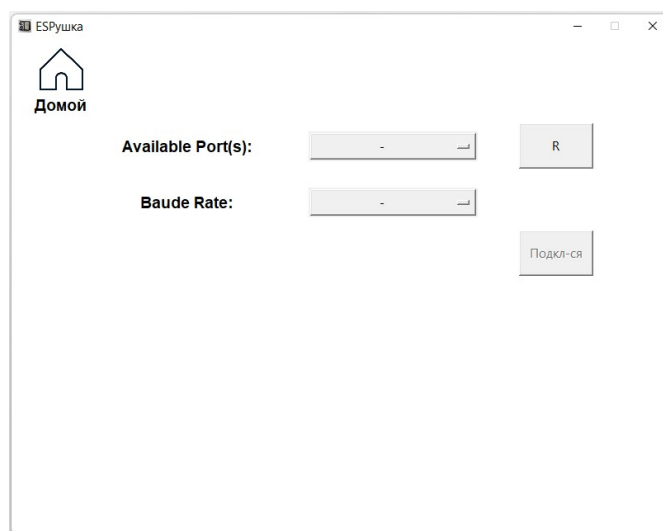 ESPушка
Домой
Available Port(s):
-
R
Baude Rate:
-
Подкл-ся